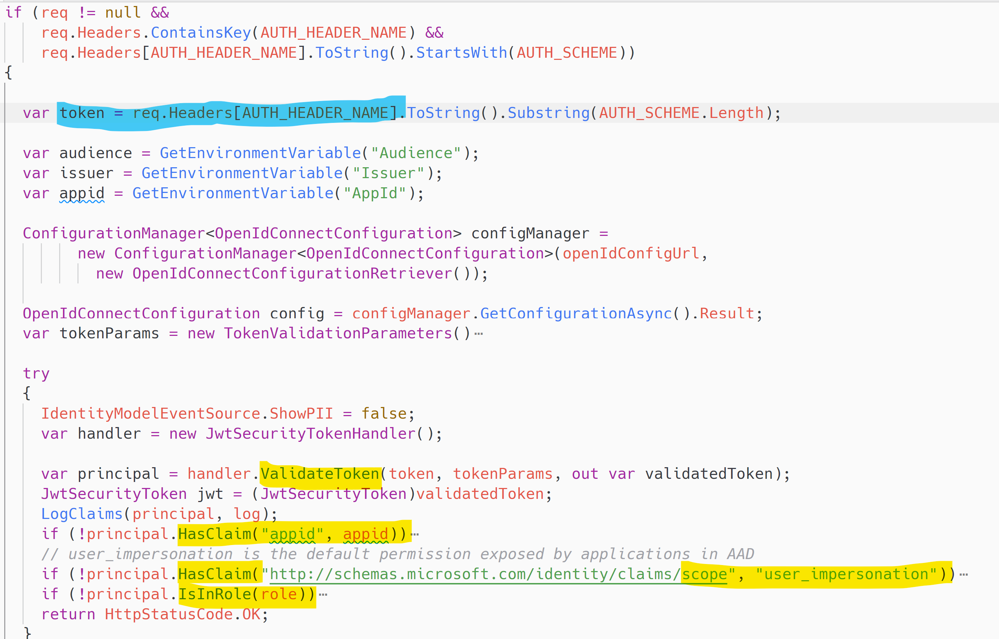 if (req != null &&
req.Headers.ContainsKey(AUTH_HEADER_NAME) &&
req.Headers[AUTH_HEADER_NAME].ToString().StartsWith(AUTH_SCHEME))
{
var token = req.Headers[AUTH_HEADER_NAME].ToString().Substring(AUTH_SCHEME.Length);
var audience = GetEnvironmentVariable("Audience");
var issuer = GetEnvironmentVariable("Issuer");
var appid = GetEnvironmentVariable("AppId");
ConfigurationManager<OpenIdConnectConfiguration> configManager =
new ConfigurationManager<OpenIdConnectConfiguration>(openIdConfigUrl,
new OpenIdConnectConfigurationRetriever());
OpenIdConnectConfiguration config = configManager.GetConfigurationAsync().Result;
var tokenParams = new TokenValidationParameters()⋯
try
{
IdentityModelEventSource.ShowPII = false;
var handler = new JwtSecurityTokenHandler();
var principal = handler.ValidateToken(token, tokenParams, out var validatedToken);
JwtSecurityToken jwt = (JwtSecurityToken)validatedToken;
LogClaims(principal, log);
if (!principal.HasClaim("appid", appid))⋯
// user_impersonation is the default permission exposed by applications in AAD
if (!principal.HasClaim("http://schemas.microsoft.com/identity/claims/scope", "user_impersonation"))⋯
if (!principal.IsInRole(role))⋯
return HttpStatusCode.OK;
}